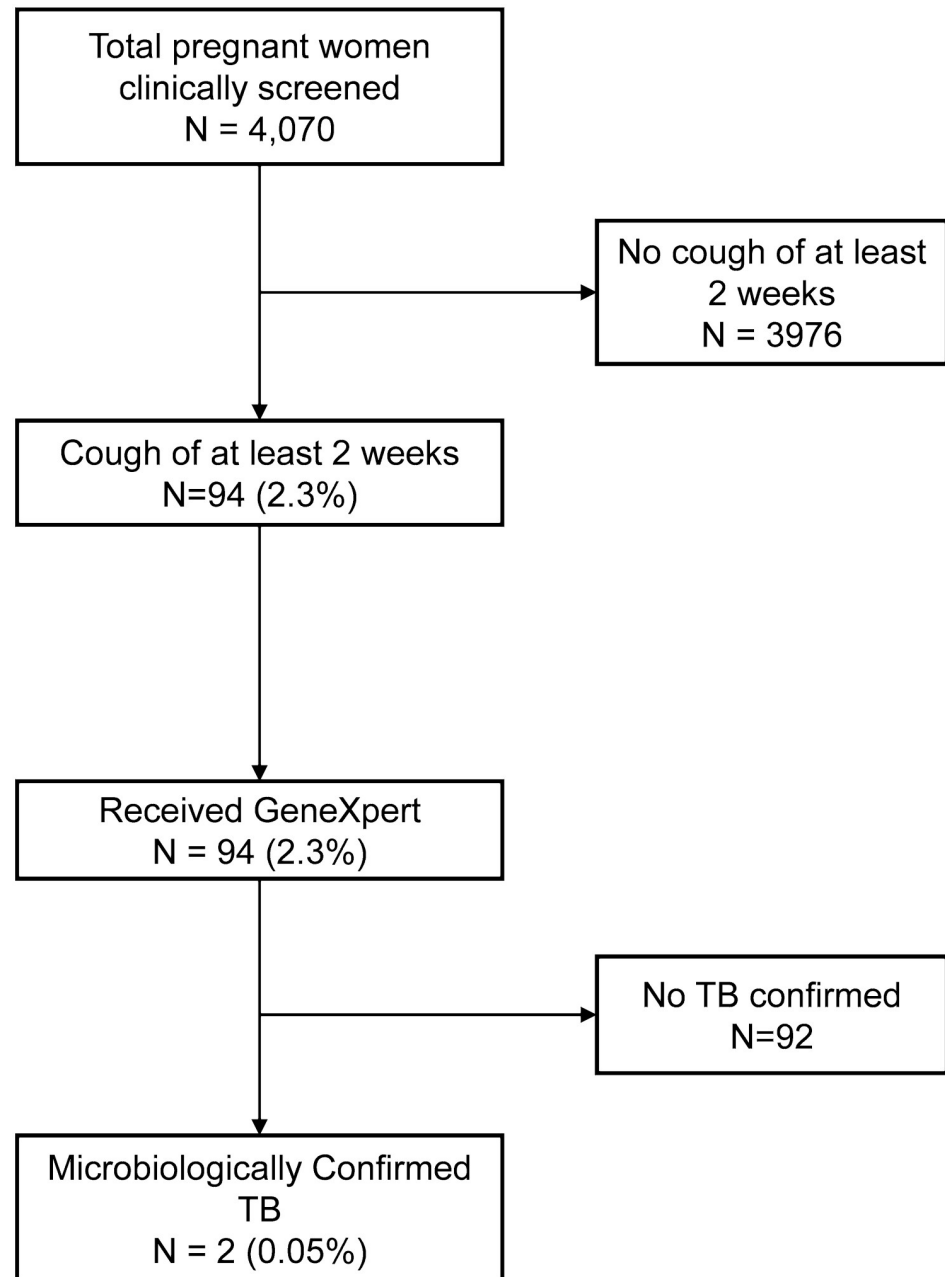 Total pregnant women
clinically screened
N = 4,070
No cough of at least
2 weeks
N = 3976
Cough of at least 2 weeks
N=94 (2.3%)
Received GeneXpert
N = 94 (2.3%)
No TB confirmed
N=92
Microbiologically Confirmed
TB
N = 2 (0.05%)